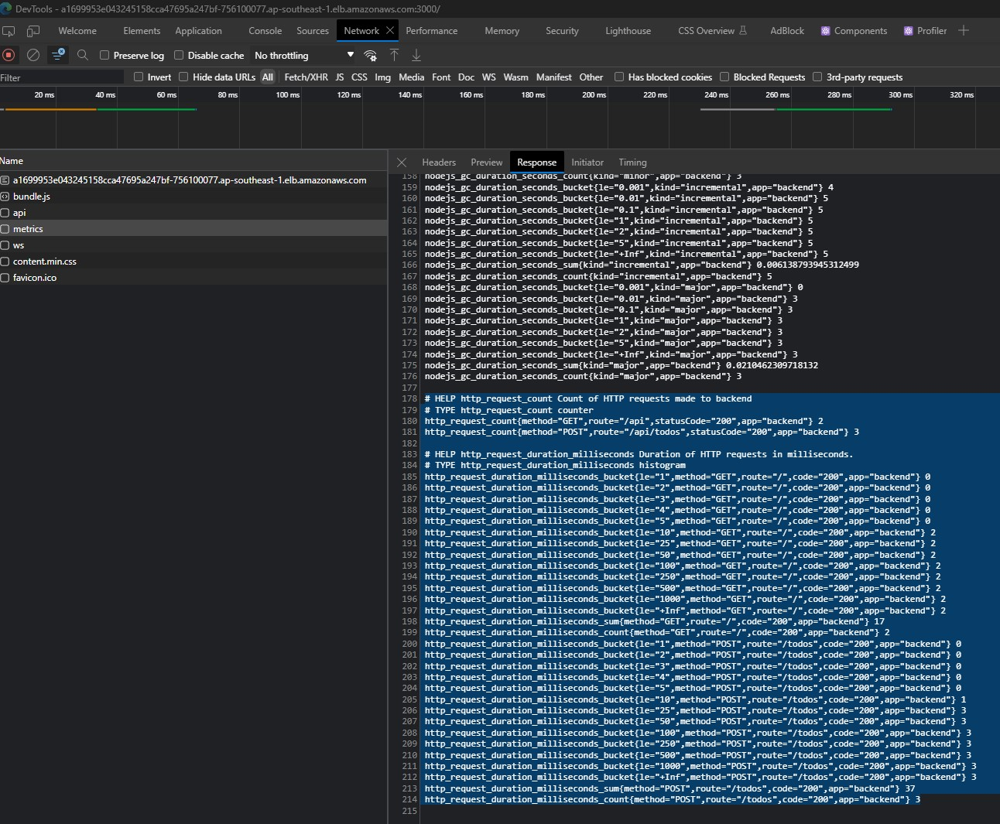 DevTools - a1699953e043245158cca47695a247bf-756100077.ap-southeast-1.elb.amazonaws.com:3000/
Welcome Elements Application Console Sources Network Performance Memory Security Lighthouse CSS Overview AdBlock Components Profiler
Preserve log Disable cache No throttling
Filter Invert Hide data URLs All Fetch/XHR JS CSS Img Media Font Doc WS Wasm Manifest Other Has blocked cookies Blocked Requests 3rd-party requests
20 ms 40 ms 60 ms 80 ms 100 ms 120 ms 140 ms 160 ms 180 ms 200 ms 220 ms 240 ms 260 ms 280 ms 300 ms 320 ms
Name
a1699953e043245158cca47695a247bf-756100077.ap-southeast-1.elb.amazonaws.com
bundle.js
api
metrics
ws
content.min.css
favicon.ico
Headers Preview Response Initiator Timing
158 nodejs_gc_duration_seconds_count{kind="minor",app="backend"} 3
159 nodejs_gc_duration_seconds_bucket{le="0.001",kind="incremental",app="backend"} 4
160 nodejs_gc_duration_seconds_bucket{le="0.01",kind="incremental",app="backend"} 5
161 nodejs_gc_duration_seconds_bucket{le="0.1",kind="incremental",app="backend"} 5
162 nodejs_gc_duration_seconds_bucket{le="1",kind="incremental",app="backend"} 5
163 nodejs_gc_duration_seconds_bucket{le="2",kind="incremental",app="backend"} 5
164 nodejs_gc_duration_seconds_bucket{le="5",kind="incremental",app="backend"} 5
165 nodejs_gc_duration_seconds_bucket{le="+Inf",kind="incremental",app="backend"} 5
166 nodejs_gc_duration_seconds_sum{kind="incremental",app="backend"} 0.006138793945312499
167 nodejs_gc_duration_seconds_count{kind="incremental",app="backend"} 5
168 nodejs_gc_duration_seconds_bucket{le="0.001",kind="major",app="backend"} 0
169 nodejs_gc_duration_seconds_bucket{le="0.01",kind="major",app="backend"} 3
170 nodejs_gc_duration_seconds_bucket{le="0.1",kind="major",app="backend"} 3
171 nodejs_gc_duration_seconds_bucket{le="1",kind="major",app="backend"} 3
172 nodejs_gc_duration_seconds_bucket{le="2",kind="major",app="backend"} 3
173 nodejs_gc_duration_seconds_bucket{le="5",kind="major",app="backend"} 3
174 nodejs_gc_duration_seconds_bucket{le="+Inf",kind="major",app="backend"} 3
175 nodejs_gc_duration_seconds_sum{kind="major",app="backend"} 0.0210462309718132
176 nodejs_gc_duration_seconds_count{kind="major",app="backend"} 3
177
178 # HELP http_request_count Count of HTTP requests made to backend
179 # TYPE http_request_count counter
180 http_request_count{method="GET",route="/api",statusCode="200",app="backend"} 2
181 http_request_count{method="POST",route="/api/todos",statusCode="200",app="backend"} 3
182
183 # HELP http_request_duration_milliseconds Duration of HTTP requests in milliseconds.
184 # TYPE http_request_duration_milliseconds histogram
185 http_request_duration_milliseconds_bucket{le="1",method="GET",route="/",code="200",app="backend"} 0
186 http_request_duration_milliseconds_bucket{le="2",method="GET",route="/",code="200",app="backend"} 0
187 http_request_duration_milliseconds_bucket{le="3",method="GET",route="/",code="200",app="backend"} 0
188 http_request_duration_milliseconds_bucket{le="4",method="GET",route="/",code="200",app="backend"} 0
189 http_request_duration_milliseconds_bucket{le="5",method="GET",route="/",code="200",app="backend"} 0
190 http_request_duration_milliseconds_bucket{le="10",method="GET",route="/",code="200",app="backend"} 2
191 http_request_duration_milliseconds_bucket{le="25",method="GET",route="/",code="200",app="backend"} 2
192 http_request_duration_milliseconds_bucket{le="50",method="GET",route="/",code="200",app="backend"} 2
193 http_request_duration_milliseconds_bucket{le="100",method="GET",route="/",code="200",app="backend"} 2
194 http_request_duration_milliseconds_bucket{le="250",method="GET",route="/",code="200",app="backend"} 2
195 http_request_duration_milliseconds_bucket{le="500",method="GET",route="/",code="200",app="backend"} 2
196 http_request_duration_milliseconds_bucket{le="1000",method="GET",route="/",code="200",app="backend"} 2
197 http_request_duration_milliseconds_bucket{le="+Inf",method="GET",route="/",code="200",app="backend"} 2
198 http_request_duration_milliseconds_sum{method="GET",route="/",code="200",app="backend"} 17
199 http_request_duration_milliseconds_count{method="GET",route="/",code="200",app="backend"} 2
200 http_request_duration_milliseconds_bucket{le="1",method="POST",route="/todos",code="200",app="backend"} 0
201 http_request_duration_milliseconds_bucket{le="2",method="POST",route="/todos",code="200",app="backend"} 0
202 http_request_duration_milliseconds_bucket{le="3",method="POST",route="/todos",code="200",app="backend"} 0
203 http_request_duration_milliseconds_bucket{le="4",method="POST",route="/todos",code="200",app="backend"} 0
204 http_request_duration_milliseconds_bucket{le="5",method="POST",route="/todos",code="200",app="backend"} 0
205 http_request_duration_milliseconds_bucket{le="10",method="POST",route="/todos",code="200",app="backend"} 1
206 http_request_duration_milliseconds_bucket{le="25",method="POST",route="/todos",code="200",app="backend"} 3
207 http_request_duration_milliseconds_bucket{le="50",method="POST",route="/todos",code="200",app="backend"} 3
208 http_request_duration_milliseconds_bucket{le="100",method="POST",route="/todos",code="200",app="backend"} 3
209 http_request_duration_milliseconds_bucket{le="250",method="POST",route="/todos",code="200",app="backend"} 3
210 http_request_duration_milliseconds_bucket{le="500",method="POST",route="/todos",code="200",app="backend"} 3
211 http_request_duration_milliseconds_bucket{le="1000",method="POST",route="/todos",code="200",app="backend"} 3
212 http_request_duration_milliseconds_bucket{le="+Inf",method="POST",route="/todos",code="200",app="backend"} 3
213 http_request_duration_milliseconds_sum{method="POST",route="/todos",code="200",app="backend"} 37
214 http_request_duration_milliseconds_count{method="POST",route="/todos",code="200",app="backend"} 3
215